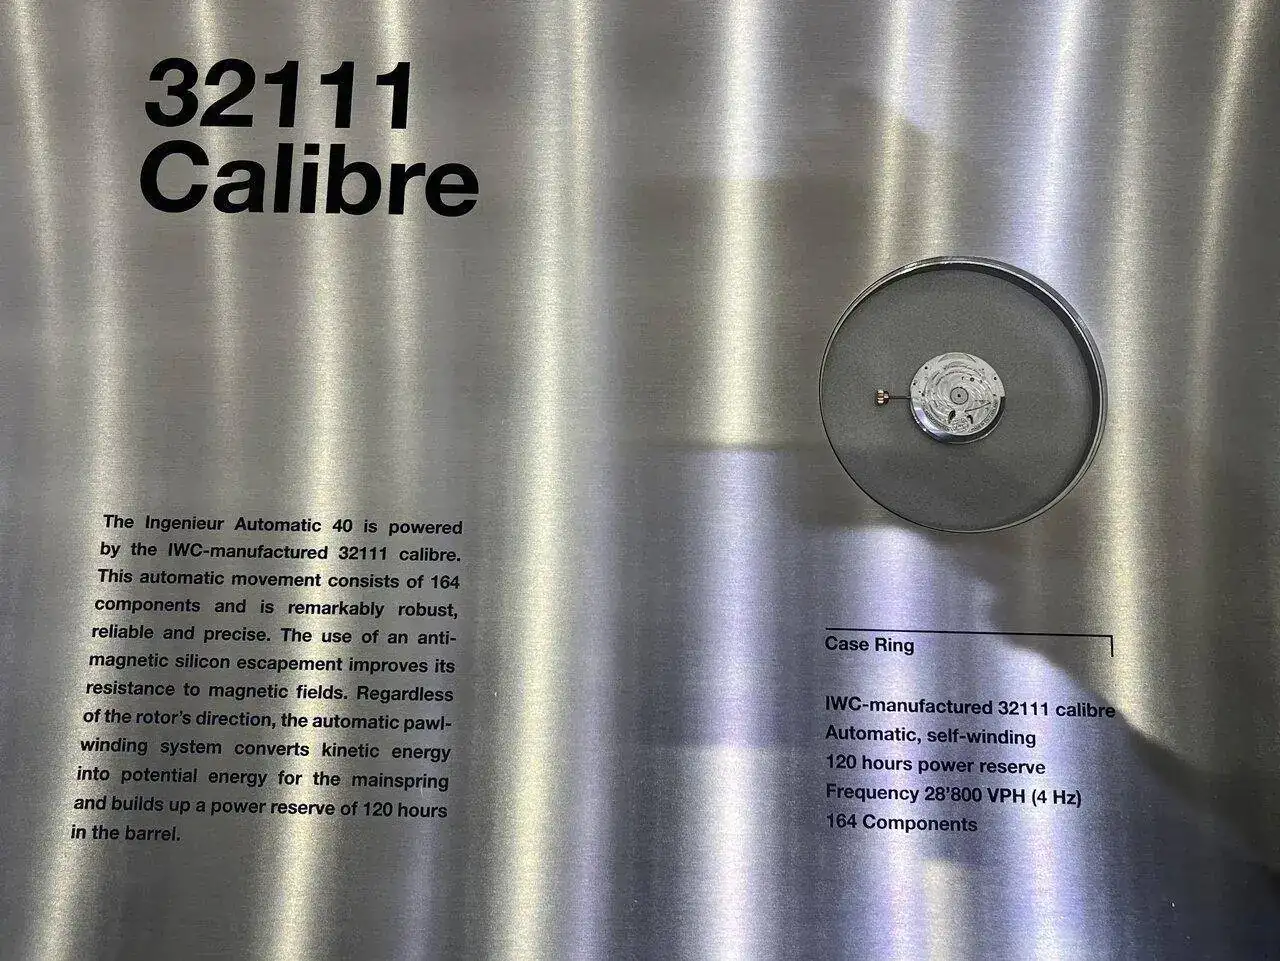 32111
Calibre
The Ingenieur Automatic 40 is powered
by the IWC-manufactured 32111 calibre.
This automatic movement consists of 164
components and is remarkably robust,
reliable and precise. The use of an anti-
magnetic silicon escapement improves its
resistance to magnetic fields. Regardless
of the rotor's direction, the automatic pawl-
winding system converts kinetic energy
into potential energy for the mainspring
and builds up a power reserve of 120 hours
in the barrel.
Case Ring
IWC-manufactured 32111 calibre
Automatic, self-winding
120 hours power reserve
Frequency 28'800 VPH (4 Hz)
164 Components